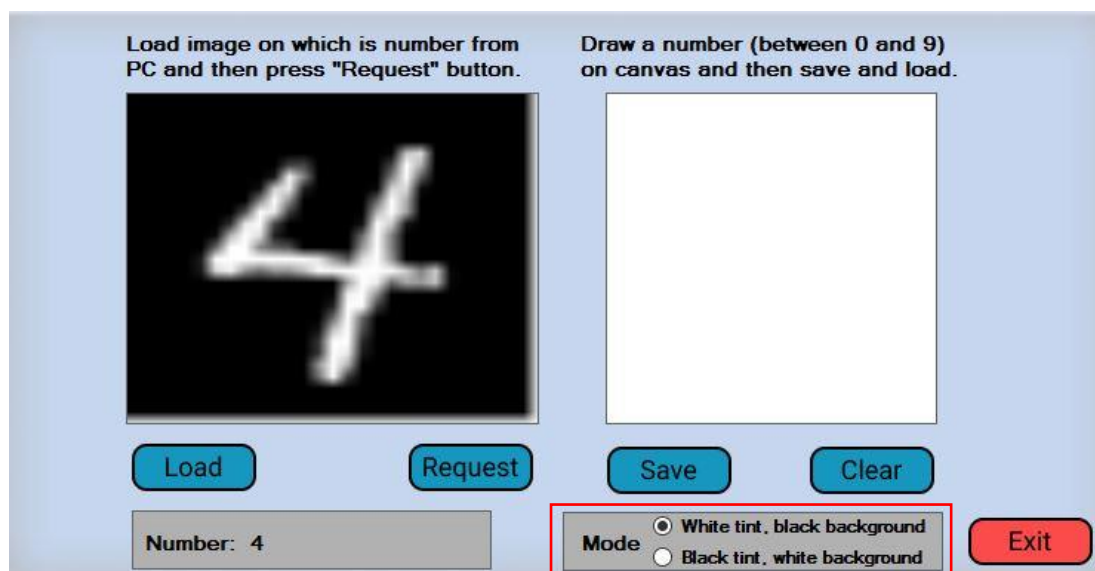 Load image on which is number from
PC and then press "Request" button.
Draw a number (between 0 and 9)
on canvas and then save and load.
4
Load
Request
Save
Clear
Number: 4
Mode
White tint, black background
Black tint, white background
Exit